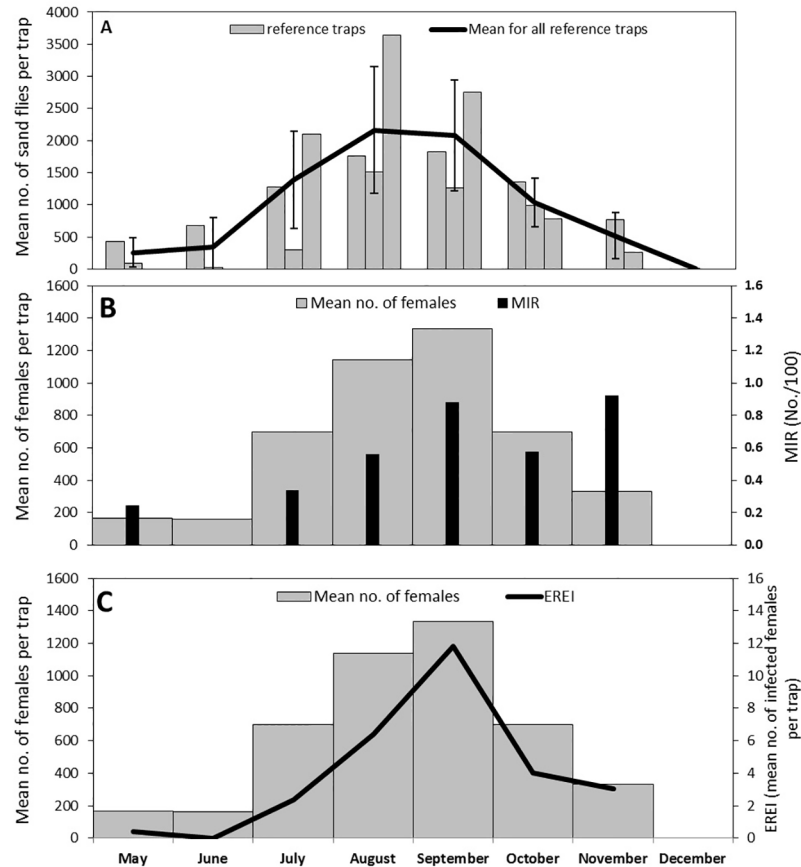 A
reference traps
Mean for all reference traps
Mean no. of sand flies per trap
4000
3500
3000
2500
2000
1500
1000
500
0
B
Mean no. of females
MIR
Mean no. of females per trap
1600
1400
1200
1000
800
600
400
200
0
1.6
1.4
1.2
1.0
0.8
0.6
0.4
0.2
0.0
MIR (No./100)
C
Mean no. of females
EREI
Mean no. of females per trap
1600
1400
1200
1000
800
600
400
200
0
16
14
12
10
8
6
4
2
0
EREI (mean no. of infected females
per trap)
May June July August September October November December